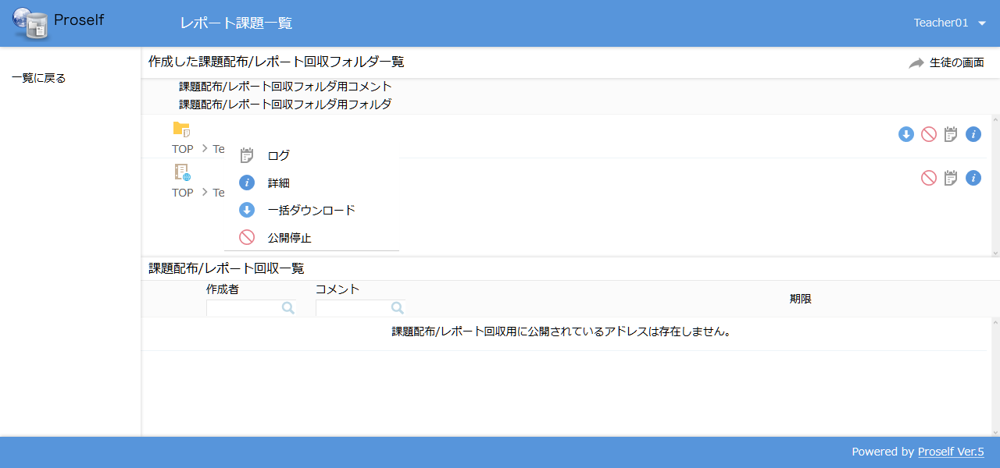 Proself
レポート課題一覧
Teacher01
一覧に戻る
作成した課題配布/レポート回収フォルダ一覧
生徒の画面
課題配布/レポート回収フォルダ用コメント
課題配布/レポート回収フォルダ用フォルダ
TOP > Te
ログ
詳細
TOP > Te
一括ダウンロード
公開停止
課題配布/レポート回収一覧
作成者
コメント
期限
課題配布/レポート回収用に公開されているアドレスは存在しません。
Powered by Proself Ver.5